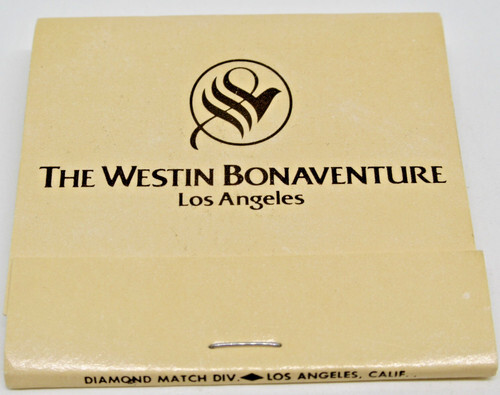 THE WESTIN BONAVENTURE
Los Angeles
DIAMOND MATCH DIV. ◆ LOS ANGELES, CALIF.